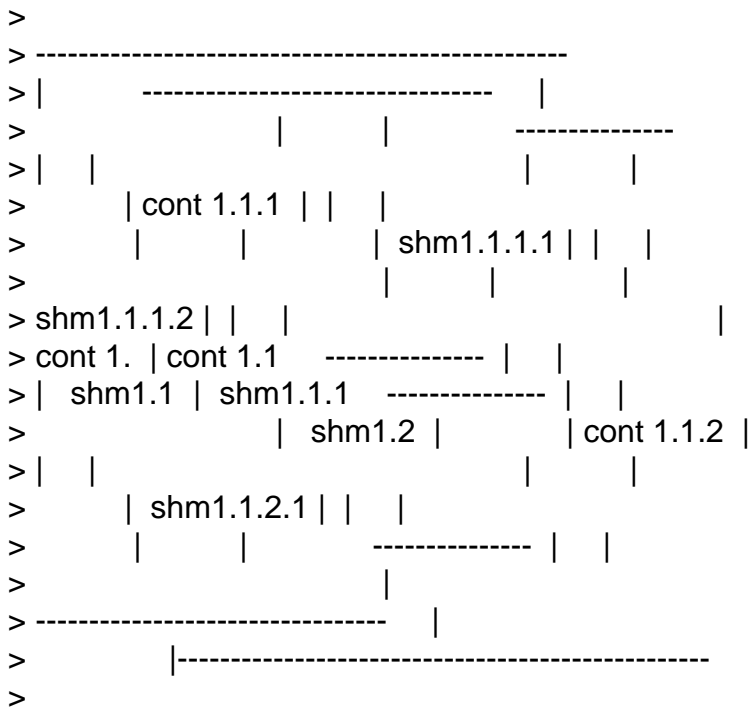 >
> --------------------------------------------------
> | --------------------------------- |
> | | ---------------
> | | | |
> | cont 1.1.1 | | |
> | | | shm1.1.1.1 | | |
> | | |
> shm1.1.1.2 | | | |
> cont 1. | cont 1.1 --------------- | |
> | shm1.1 | shm1.1.1 --------------- | |
> | shm1.2 | | cont 1.1.2 |
> | | | |
> | shm1.1.2.1 | | |
> | | --------------- | |
> |
> --------------------------------- |
> |--------------------------------------------------
>